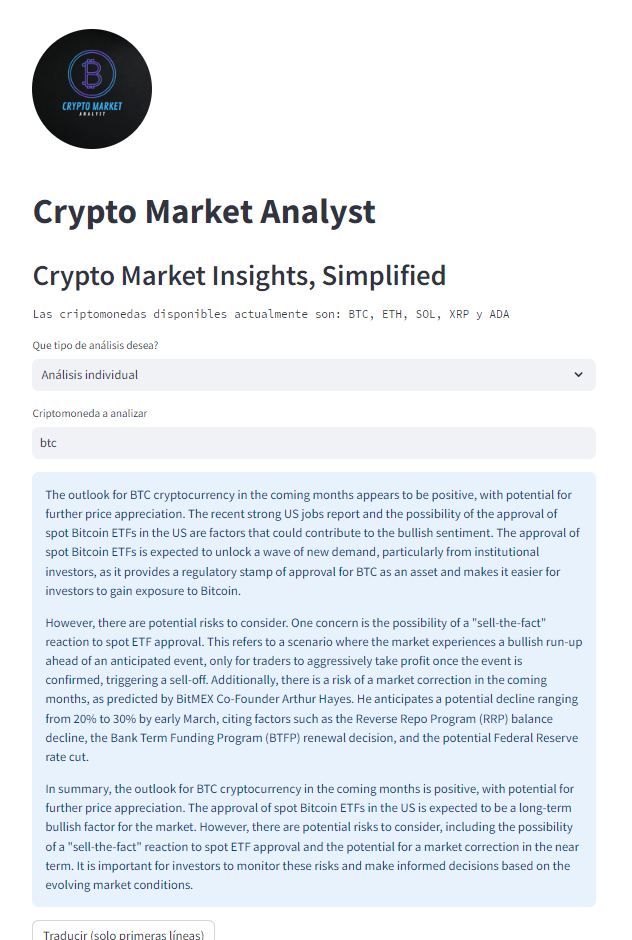 CRYPTO MARKET
ANALYST
Crypto Market Analyst
Crypto Market Insights, Simplified
Las criptomonedas disponibles actualmente son: BTC, ETH, SOL, XRP y ADA
Que tipo de análisis desea?
Análisis individual
Criptomoneda a analizar
btc
The outlook for BTC cryptocurrency in the coming months appears to be positive, with potential for
further price appreciation. The recent strong US jobs report and the possibility of the approval of
spot Bitcoin ETFs in the US are factors that could contribute to the bullish sentiment. The approval of
spot Bitcoin ETFs is expected to unlock a wave of new demand, particularly from institutional
investors, as it provides a regulatory stamp of approval for BTC as an asset and makes it easier for
investors to gain exposure to Bitcoin.
However, there are potential risks to consider. One concern is the possibility of a "sell-the-fact"
reaction to spot ETF approval. This refers to a scenario where the market experiences a bullish run-up
ahead of an anticipated event, only for traders to aggressively take profit once the event is
confirmed, triggering a sell-off. Additionally, there is a risk of a market correction in the coming
months, as predicted by BitMEX Co-Founder Arthur Hayes. He anticipates a potential decline ranging
from 20% to 30% by early March, citing factors such as the Reverse Repo Program (RRP) balance
decline, the Bank Term Funding Program (BTFP) renewal decision, and the potential Federal Reserve
rate cut.
In summary, the outlook for BTC cryptocurrency in the coming months is positive, with potential for
further price appreciation. The approval of spot Bitcoin ETFs in the US is expected to be a long-term
bullish factor for the market. However, there are potential risks to consider, including the possibility
of a "sell-the-fact" reaction to spot ETF approval and the potential for a market correction in the near
term. It is important for investors to monitor these risks and make informed decisions based on the
evolving market conditions.
Traducir (solo primeras líneas)